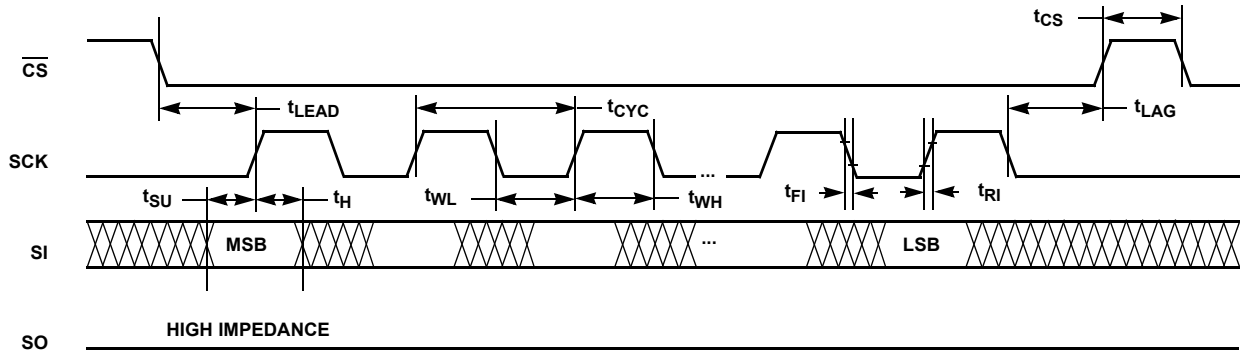 tCS
CS
tLEAD
tCYC
tLAG
SCK
...
tSU
tH
tWL
tWH
tFI
tRI
SI
MSB
...
LSB
HIGH IMPEDANCE
SO